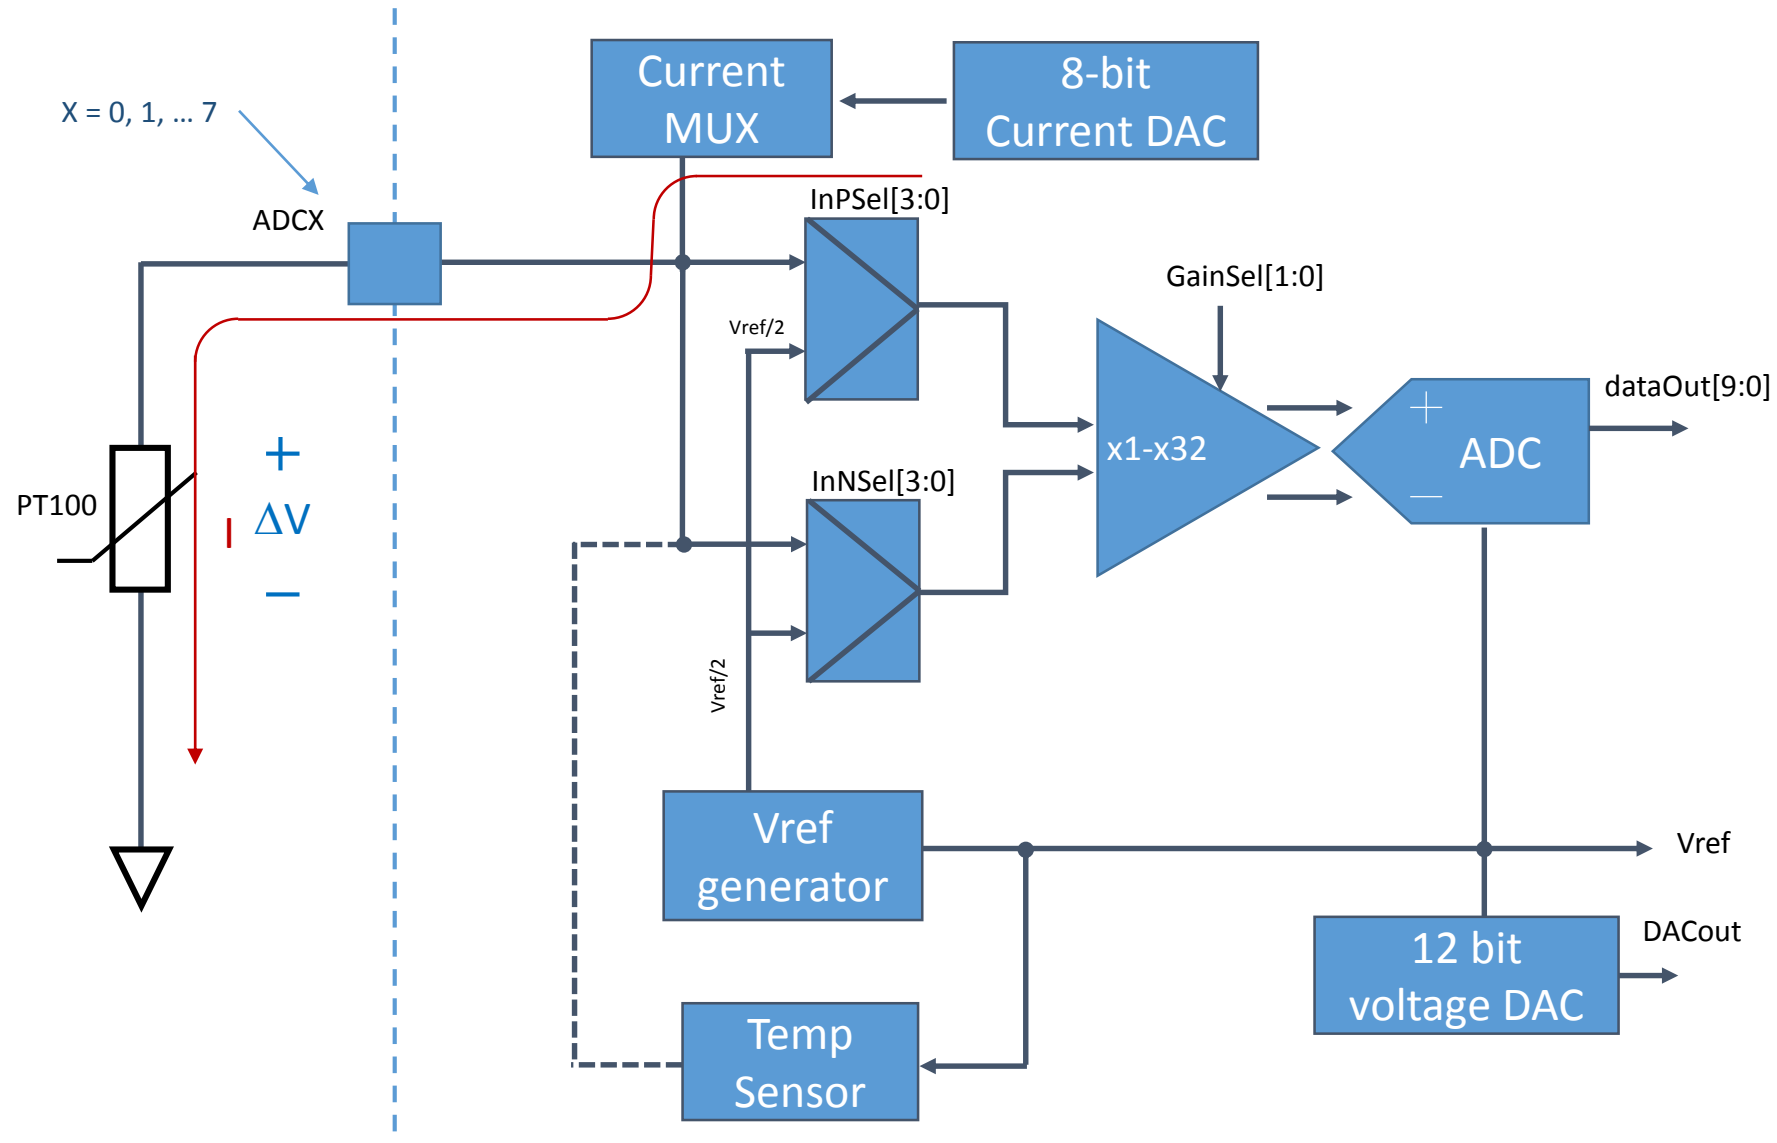 Current
MUX
8-bit
Current DAC
X = 0, 1, ... 7
ADCX
InPSel[3:0]
GainSel[1:0]
Vref/2
dataOut[9:0]
+
ADC
−
x1-x32
+
InNSel[3:0]
PT100
I
ΔV
−
Vref/2
Vref
generator
Vref
DACout
12 bit
voltage DAC
Temp
Sensor